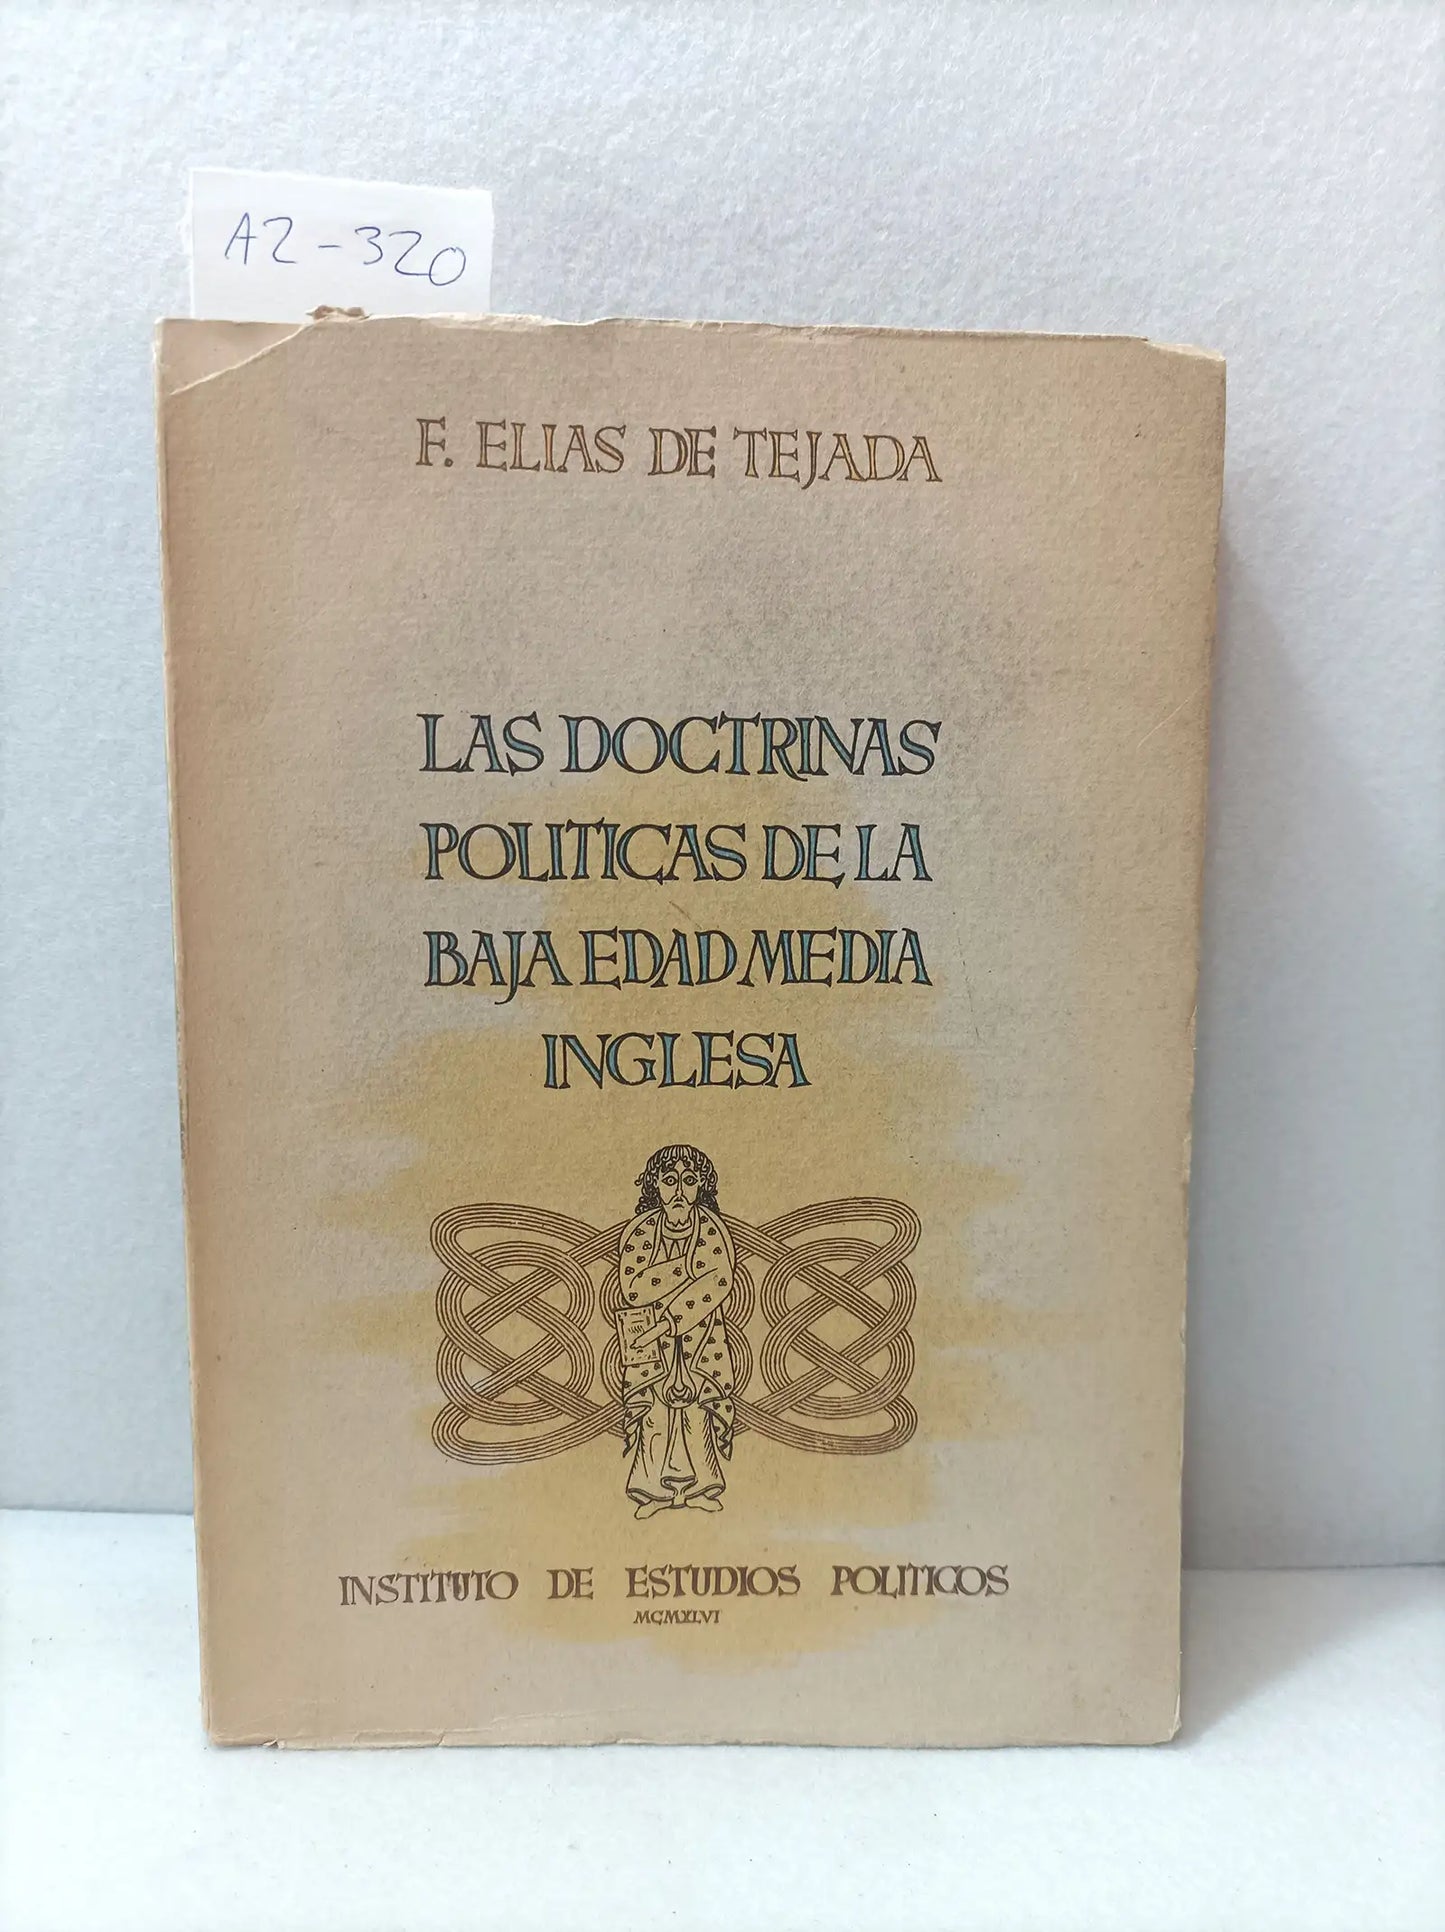 A2-320
F. ELIAS DE TEJADA
LAS DOCTRINAS
POLITICAS DE LA
BAJA EDAD MEDIA
INGLESA
INSTITUTO DE ESTUDIOS POLITICOS
MCMXLVI